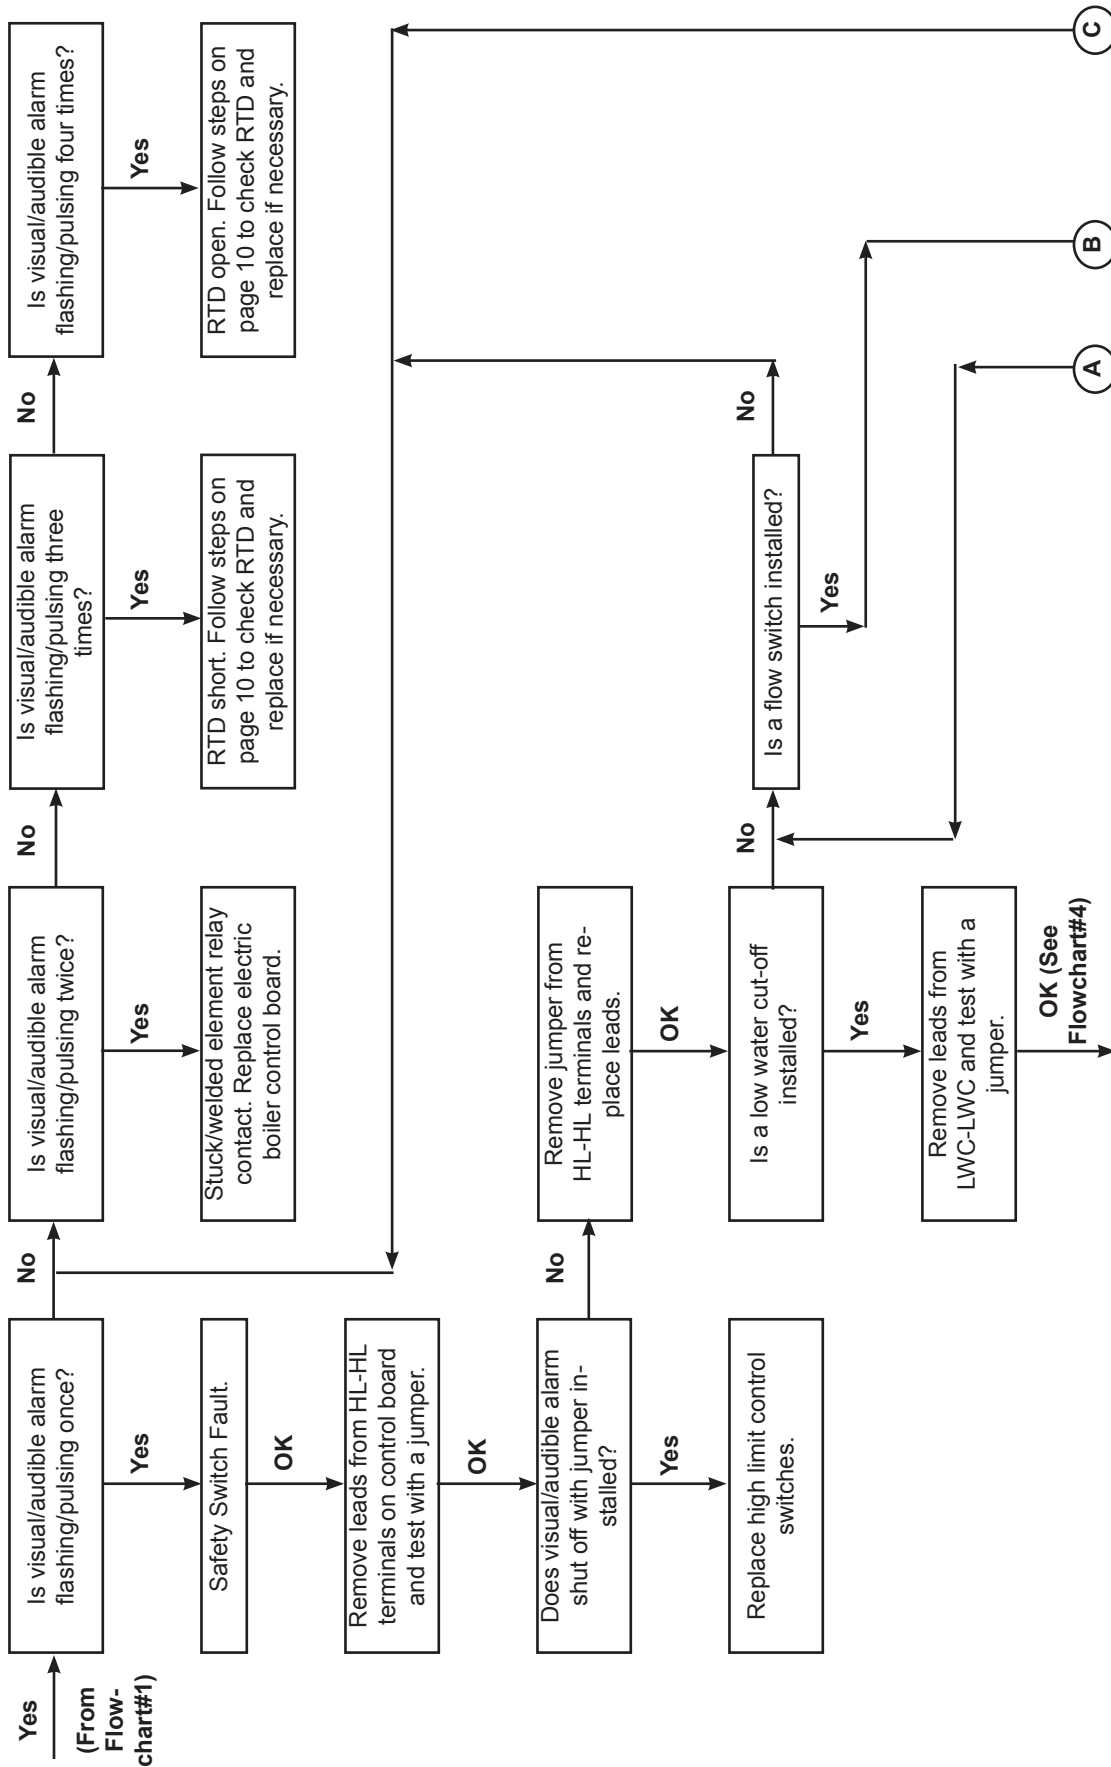 Yes
(From
Flow-
chart#1)
Is visual/audible alarm
flashing/pulsing once?
No
Is visual/audible alarm
flashing/pulsing twice?
No
Is visual/audible alarm
flashing/pulsing three
times?
No
Is visual/audible alarm
flashing/pulsing four times?
Yes
Yes
Yes
Yes
Safety Switch Fault.
Stuck/welded element relay
contact. Replace electric
boiler control board.
RTD short. Follow steps on
page 10 to check RTD and
replace if necessary.
RTD open. Follow steps on
page 10 to check RTD and
replace if necessary.
OK
Remove leads from HL-HL
terminals on control board
and test with a jumper.
OK
Does visual/audible alarm
shut off with jumper in-
stalled?
No
Remove jumper from
HL-HL terminals and re-
place leads.
Yes
OK
Replace high limit control
switches.
Is a low water cut-off
installed?
No
Is a flow switch installed?
No
Yes
Yes
Remove leads from
LWC-LWC and test with a
jumper.
OK (See
Flowchart#4)
A
B
C